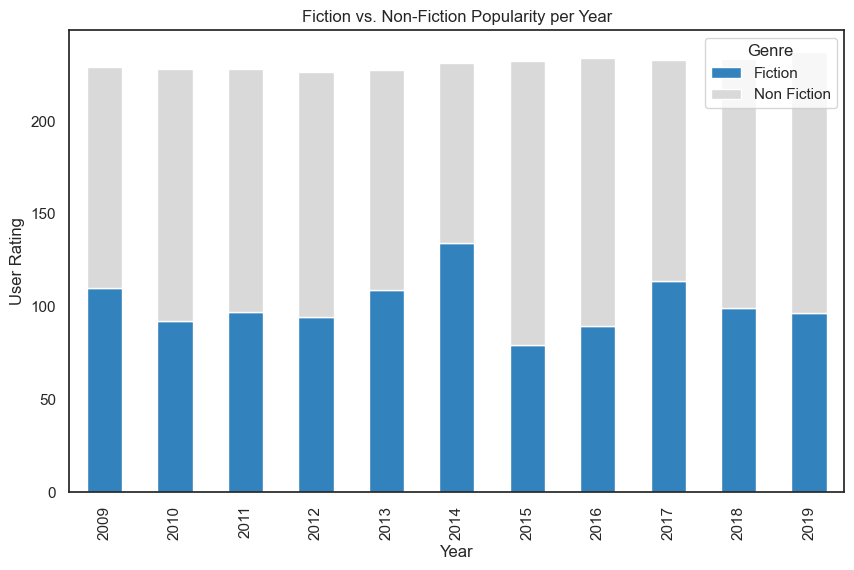 Fiction vs. Non-Fiction Popularity per Year
Genre
Fiction
Non Fiction
200
150
100
50
0
User Rating
2009
2010
2011
2012
2013
2014
2015
2016
2017
2018
2019
Year